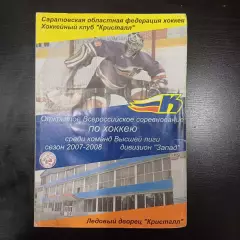 Саратовская областная федерация хоккея
Хоккейный клуб "Кристалл"
К
Открытое Всероссийское соревнование
ПО ХОККЕЮ
среди команд Высшей лиги
сезон 2007-2008 дивизион "Запад"
Ледовый дворец "Кристалл"